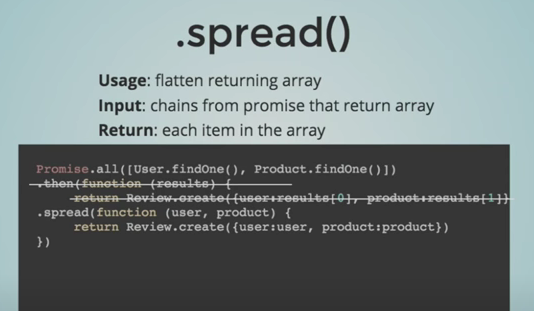 .spread()
Usage: flatten returning array
Input: chains from promise that return array
Return: each item in the array
Promise.all([User.findOne(), Product.findOne()])
.then(function (results) {
return Review.create({user:results[0], product:results[1]})
.spread(function (user, product) {
return Review.create({user:user, product:product})
})